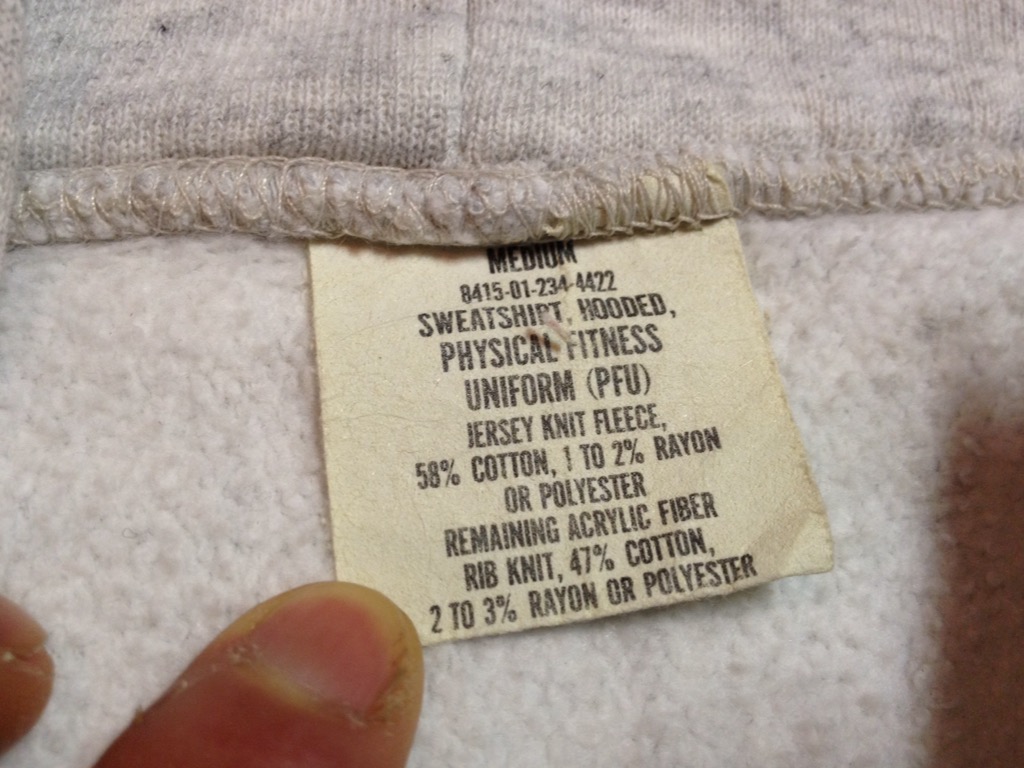 MEDIUM
8415-01-234-4422
SWEATSHIRT, HOODED,
PHYSICAL FITNESS
UNIFORM (PFU)
JERSEY KNIT FLEECE,
58% COTTON, 1 TO 2% RAYON
OR POLYESTER
REMAINING ACRYLIC FIBER
RIB KNIT, 47% COTTON,
2 TO 3% RAYON OR POLYESTER